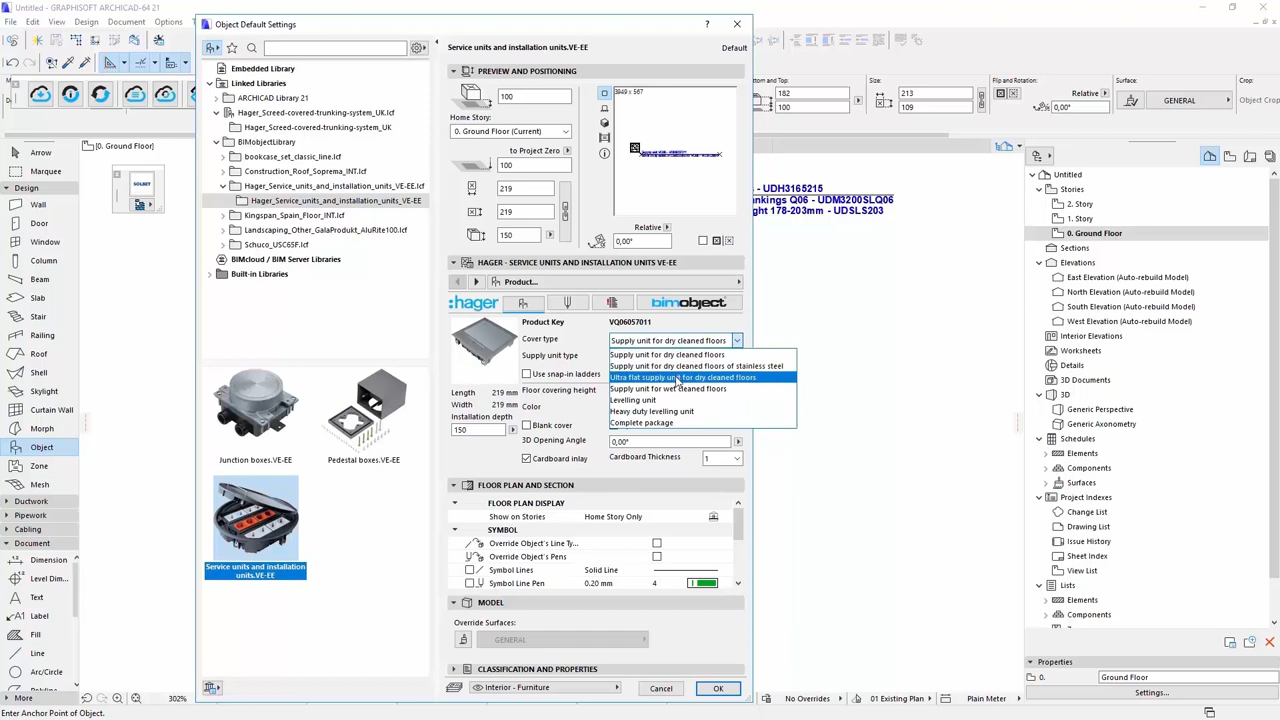 Untitled - GRAPHISOFT ARCHICAD-64 21
File
Edit
View
Design
Document
Options
Object Default Settings
Service units and installation units.VE-EE
Default
Embedded Library
Linked Libraries
ARCHICAD Library 21
Hager_Screed-covered-trunking-system_UK.lcf
Hager_Screed-covered-trunking-system_UK
BIMobjectLibrary
bookcase_set_classic_line.lcf
Construction_Roof_Soprema_INT.lcf
Hager_Service_units_and_installation_units_VE-EE.lcf
Hager_Service_units_and_installation_units_VE-EE
Kingspan_Spain_Floor_INT.lcf
Landscaping_Other_GalaProdukt_AluRite100.lcf
Schuco_USC65F.lcf
BIMcloud / BIM Server Libraries
Built-in Libraries
Junction boxes.VE-EE
Pedestal boxes.VE-EE
Service units and installation
units.VE-EE
PREVIEW AND POSITIONING
100
Home Story:
0. Ground Floor (Current)
to Project Zero
100
219
219
150
3949 x 567
Relative
0,00°
HAGER - SERVICE UNITS AND INSTALLATION UNITS VE-EE
Product...
:hager
bimobject
Product Key
VQ06057011
Cover type
Supply unit for dry cleaned floors
Supply unit type
Supply unit for dry cleaned floors
Supply unit for dry cleaned floors of stainless steel
Ultra flat supply unit for dry cleaned floors
Supply unit for wet cleaned floors
Levelling unit
Heavy duty levelling unit
Complete package
Use snap-in ladders
Floor covering height
Color
Length 219 mm
Width 219 mm
Installation depth
150
Blank cover
3D Opening Angle
0,00°
Cardboard inlay
Cardboard Thickness
1
FLOOR PLAN AND SECTION
FLOOR PLAN DISPLAY
Show on Stories
Home Story Only
SYMBOL
Override Object's Line Ty...
Override Object's Pens
Symbol Lines
Solid Line
Symbol Line Pen
0.20 mm
4
MODEL
Override Surfaces:
GENERAL
CLASSIFICATION AND PROPERTIES
Interior - Furniture
Cancel
OK
Arrow
Marquee
Design
Wall
Door
Window
Column
Beam
Slab
Stair
Railing
Roof
Shell
Curtain Wall
Morph
Object
Zone
Mesh
Ductwork
Pipework
Cabling
Document
Dimension
Level Dim...
Text
Label
Fill
Line
Arc/Circle
More
[0. Ground Floor]
SOLBET
302%
Enter Anchor Point of Object.
Size:
182
100
213
109
Flip and Rotation:
Relative
0,00°
Surface:
GENERAL
Crop:
- UDH3165215
nkings Q06 - UDM3200SLQ06
ght 178-203mm - UDSLS203
Untitled
Stories
2. Story
1. Story
0. Ground Floor
Sections
Elevations
East Elevation (Auto-rebuild Model)
North Elevation (Auto-rebuild Model)
South Elevation (Auto-rebuild Model)
West Elevation (Auto-rebuild Model)
Interior Elevations
Worksheets
Details
3D Documents
3D
Generic Perspective
Generic Axonometry
Schedules
Elements
Components
Surfaces
Project Indexes
Change List
Drawing List
Issue History
Sheet Index
View List
Lists
Elements
Components
Properties
0.
Ground Floor
Settings...
No Overrides
01 Existing Plan
Plain Meter